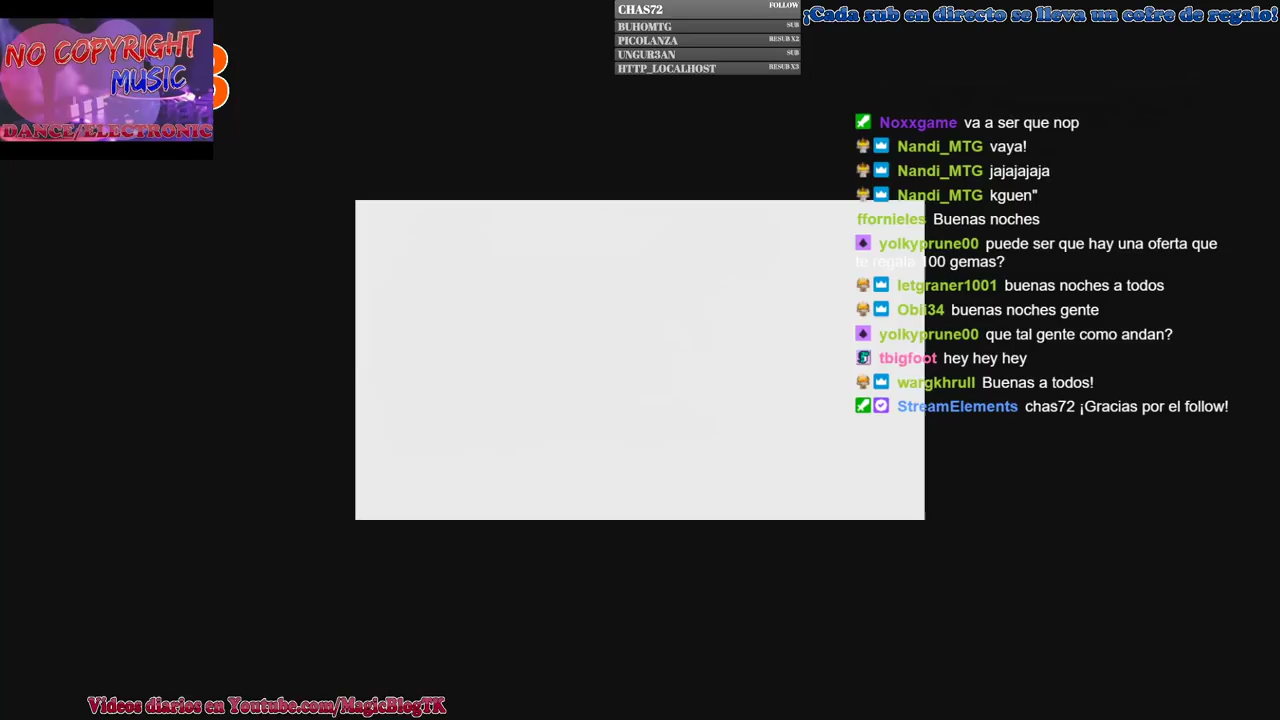 NO COPYRIGHT
MUSIC
DANCE/ELECTRONIC
CHAS72 FOLLOW
BUHOMTG SUB
PICOLANZA RESUB X2
UNGUR3AN SUB
HTTP_LOCALHOST RESUB X3
¡Cada sub en directo se lleva un cofre de regalo!
Noxxgame va a ser que nop
Nandi_MTG vaya!
Nandi_MTG jajajajaja
Nandi_MTG kguen"
ffornieles Buenas noches
yolkyprune00 puede ser que hay una oferta que
te regala 100 gemas?
letgraner1001 buenas noches a todos
Obli34 buenas noches gente
yolkyprune00 que tal gente como andan?
tbigfoot hey hey hey
wargkhrull Buenas a todos!
StreamElements chas72 ¡Gracias por el follow!
Videos diarios en Youtube.com/MagicBlogTK